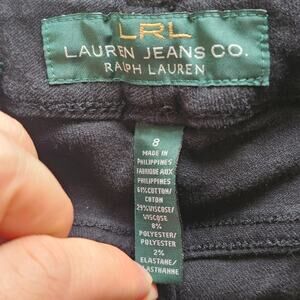 LRL
LAUREN JEANS CO.
RALPH LAUREN
8
MADE IN
PHILIPPINES
FABRIQUE AUX
PHILIPPINES
61%COTTON/
COTON
29%VISCOSE/
VISCOSE
8%
POLYESTER/
POLYESTER
2%
ELASTANE/
ELASTHANNE